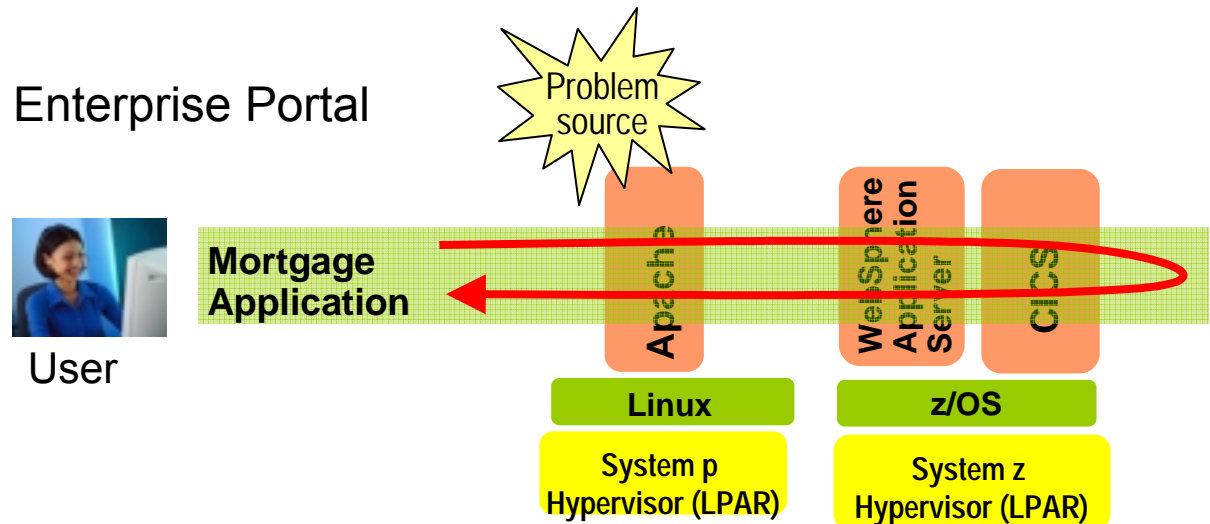 Enterprise Portal
Problem
source
User
Mortgage
Application
Apache
WebSphere
Application
Server
CICS
Linux
z/OS
System p
Hypervisor (LPAR)
System z
Hypervisor (LPAR)